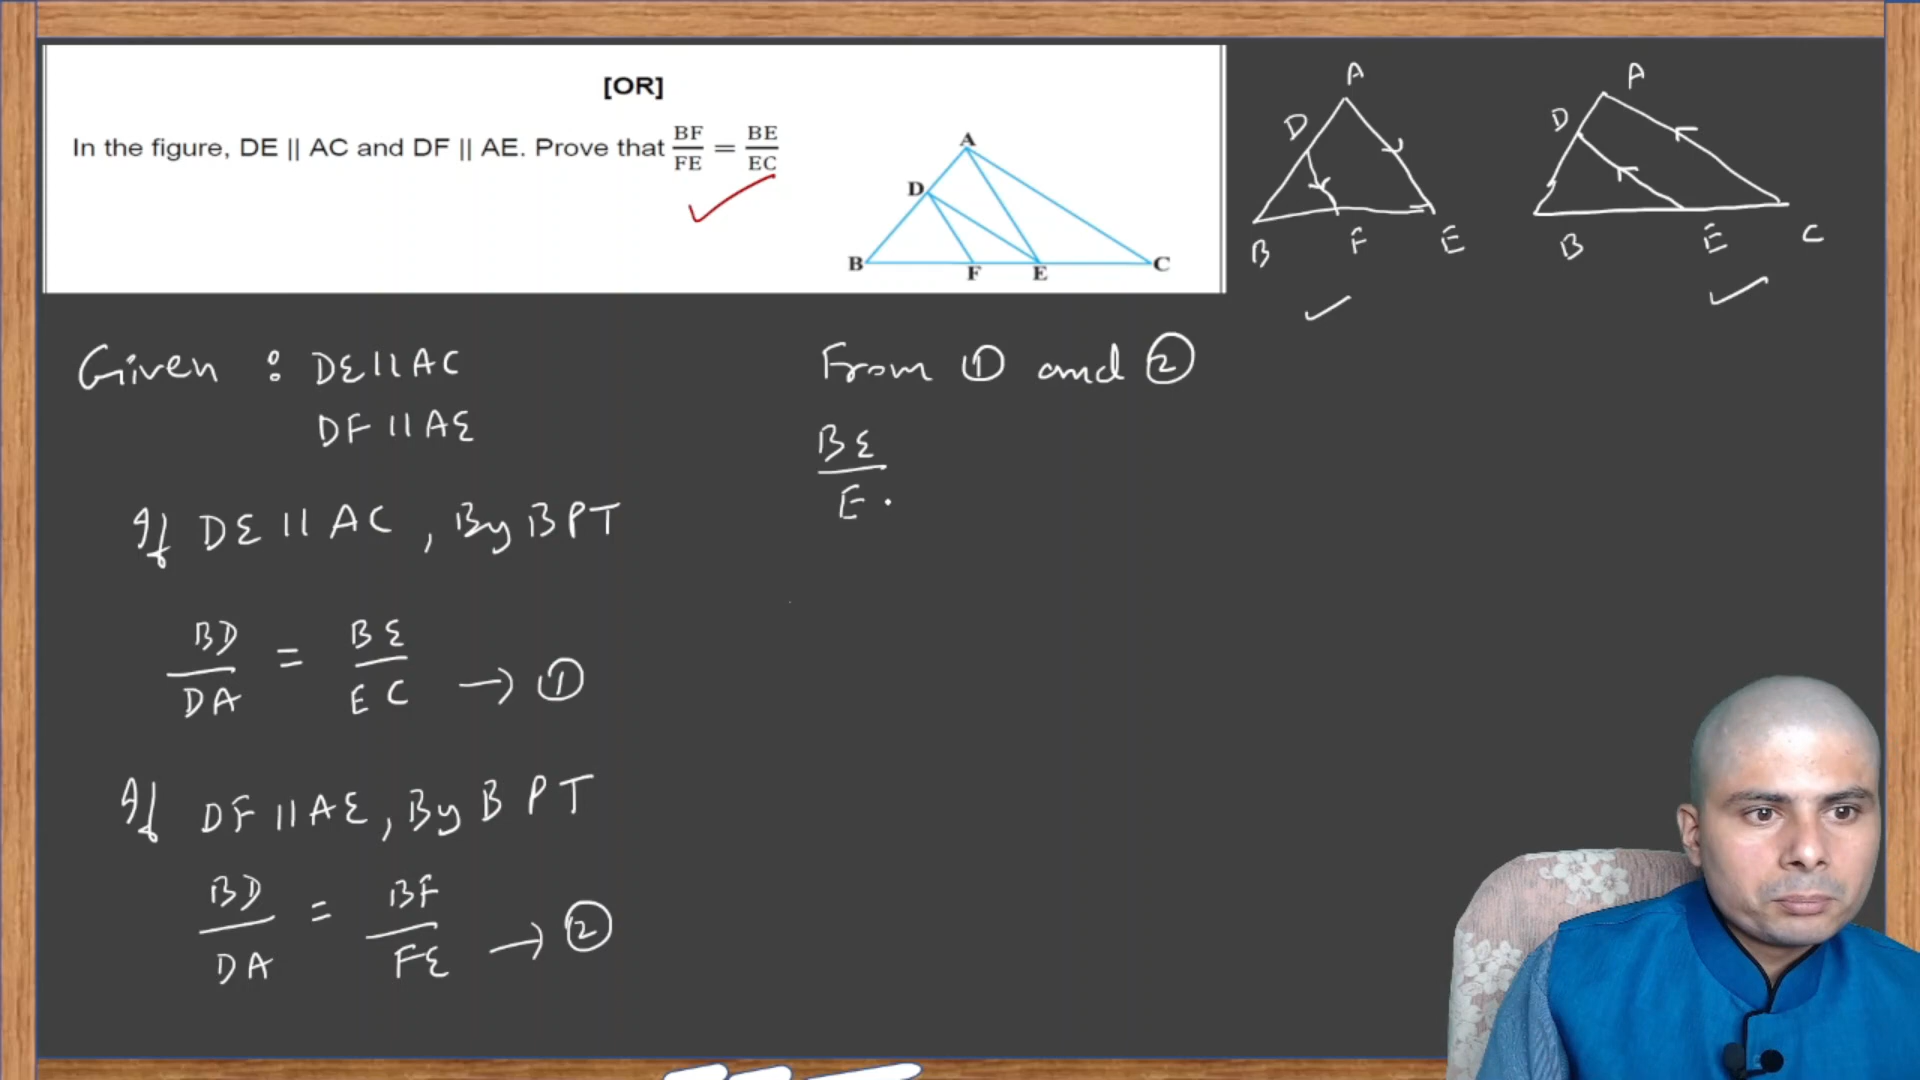 [OR]
In the figure, DE || AC and DF || AE. Prove that BF/FE = BE/EC
A
D
B F E C
A
D
B F E
A
D
B E C
Given : DE || AC
DF || AE
If DE || AC , By BPT
BD/DA = BE/EC → ①
If DF || AE, By BPT
BD/DA = BF/FE → ②
From ① and ②
BE
E